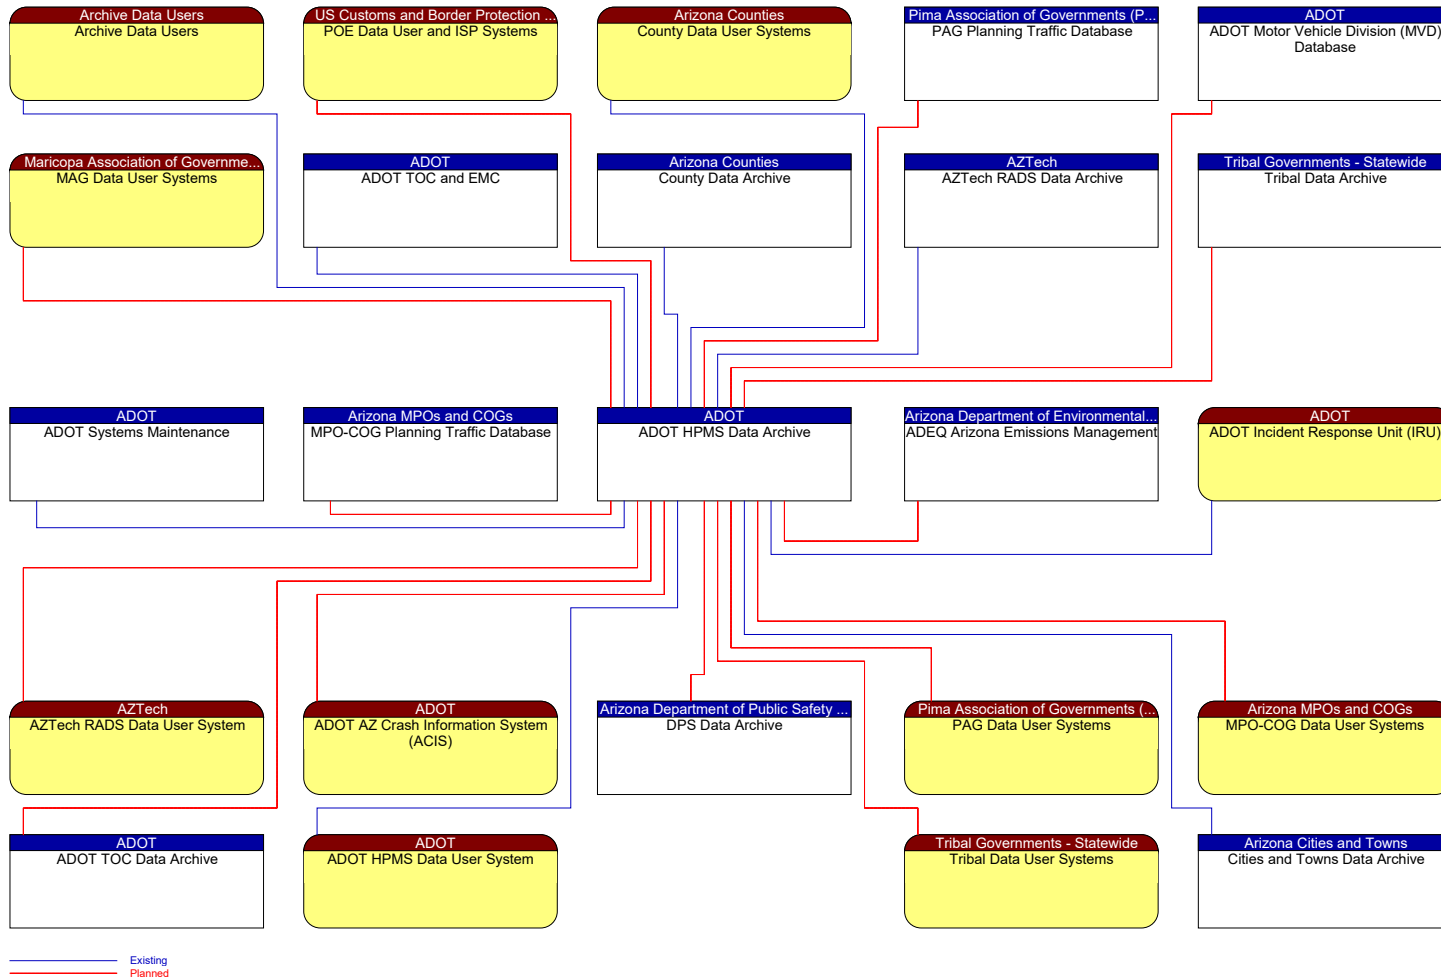 Archive Data Users
Archive Data Users
US Customs and Border Protection ...
POE Data User and ISP Systems
Arizona Counties
County Data User Systems
Pima Association of Governments (P...
PAG Planning Traffic Database
ADOT
ADOT Motor Vehicle Division (MVD)
Database
Maricopa Association of Governme...
MAG Data User Systems
ADOT
ADOT TOC and EMC
Arizona Counties
County Data Archive
AZTech
AZTech RADS Data Archive
Tribal Governments - Statewide
Tribal Data Archive
ADOT
ADOT Systems Maintenance
Arizona MPOs and COGs
MPO-COG Planning Traffic Database
ADOT
ADOT HPMS Data Archive
Arizona Department of Environmental...
ADEQ Arizona Emissions Management
ADOT
ADOT Incident Response Unit (IRU)
AZTech
AZTech RADS Data User System
ADOT
ADOT AZ Crash Information System
(ACIS)
Arizona Department of Public Safety ...
DPS Data Archive
Pima Association of Governments (...
PAG Data User Systems
Arizona MPOs and COGs
MPO-COG Data User Systems
ADOT
ADOT TOC Data Archive
ADOT
ADOT HPMS Data User System
Tribal Governments - Statewide
Tribal Data User Systems
Arizona Cities and Towns
Cities and Towns Data Archive
Existing
Planned